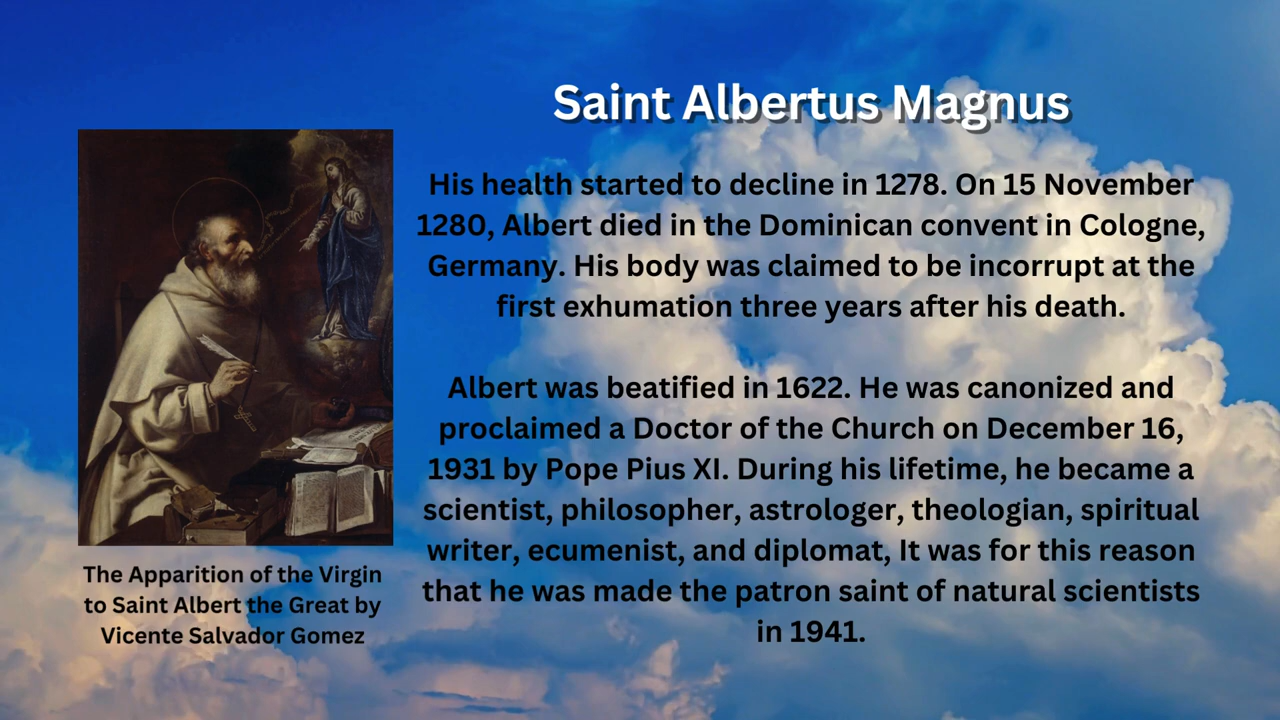 Saint Albertus Magnus
His health started to decline in 1278. On 15 November
1280, Albert died in the Dominican convent in Cologne,
Germany. His body was claimed to be incorrupt at the
first exhumation three years after his death.
Albert was beatified in 1622. He was canonized and
proclaimed a Doctor of the Church on December 16,
1931 by Pope Pius XI. During his lifetime, he became a
scientist, philosopher, astrologer, theologian, spiritual
writer, ecumenist, and diplomat, It was for this reason
that he was made the patron saint of natural scientists
in 1941.
The Apparition of the Virgin
to Saint Albert the Great by
Vicente Salvador Gomez